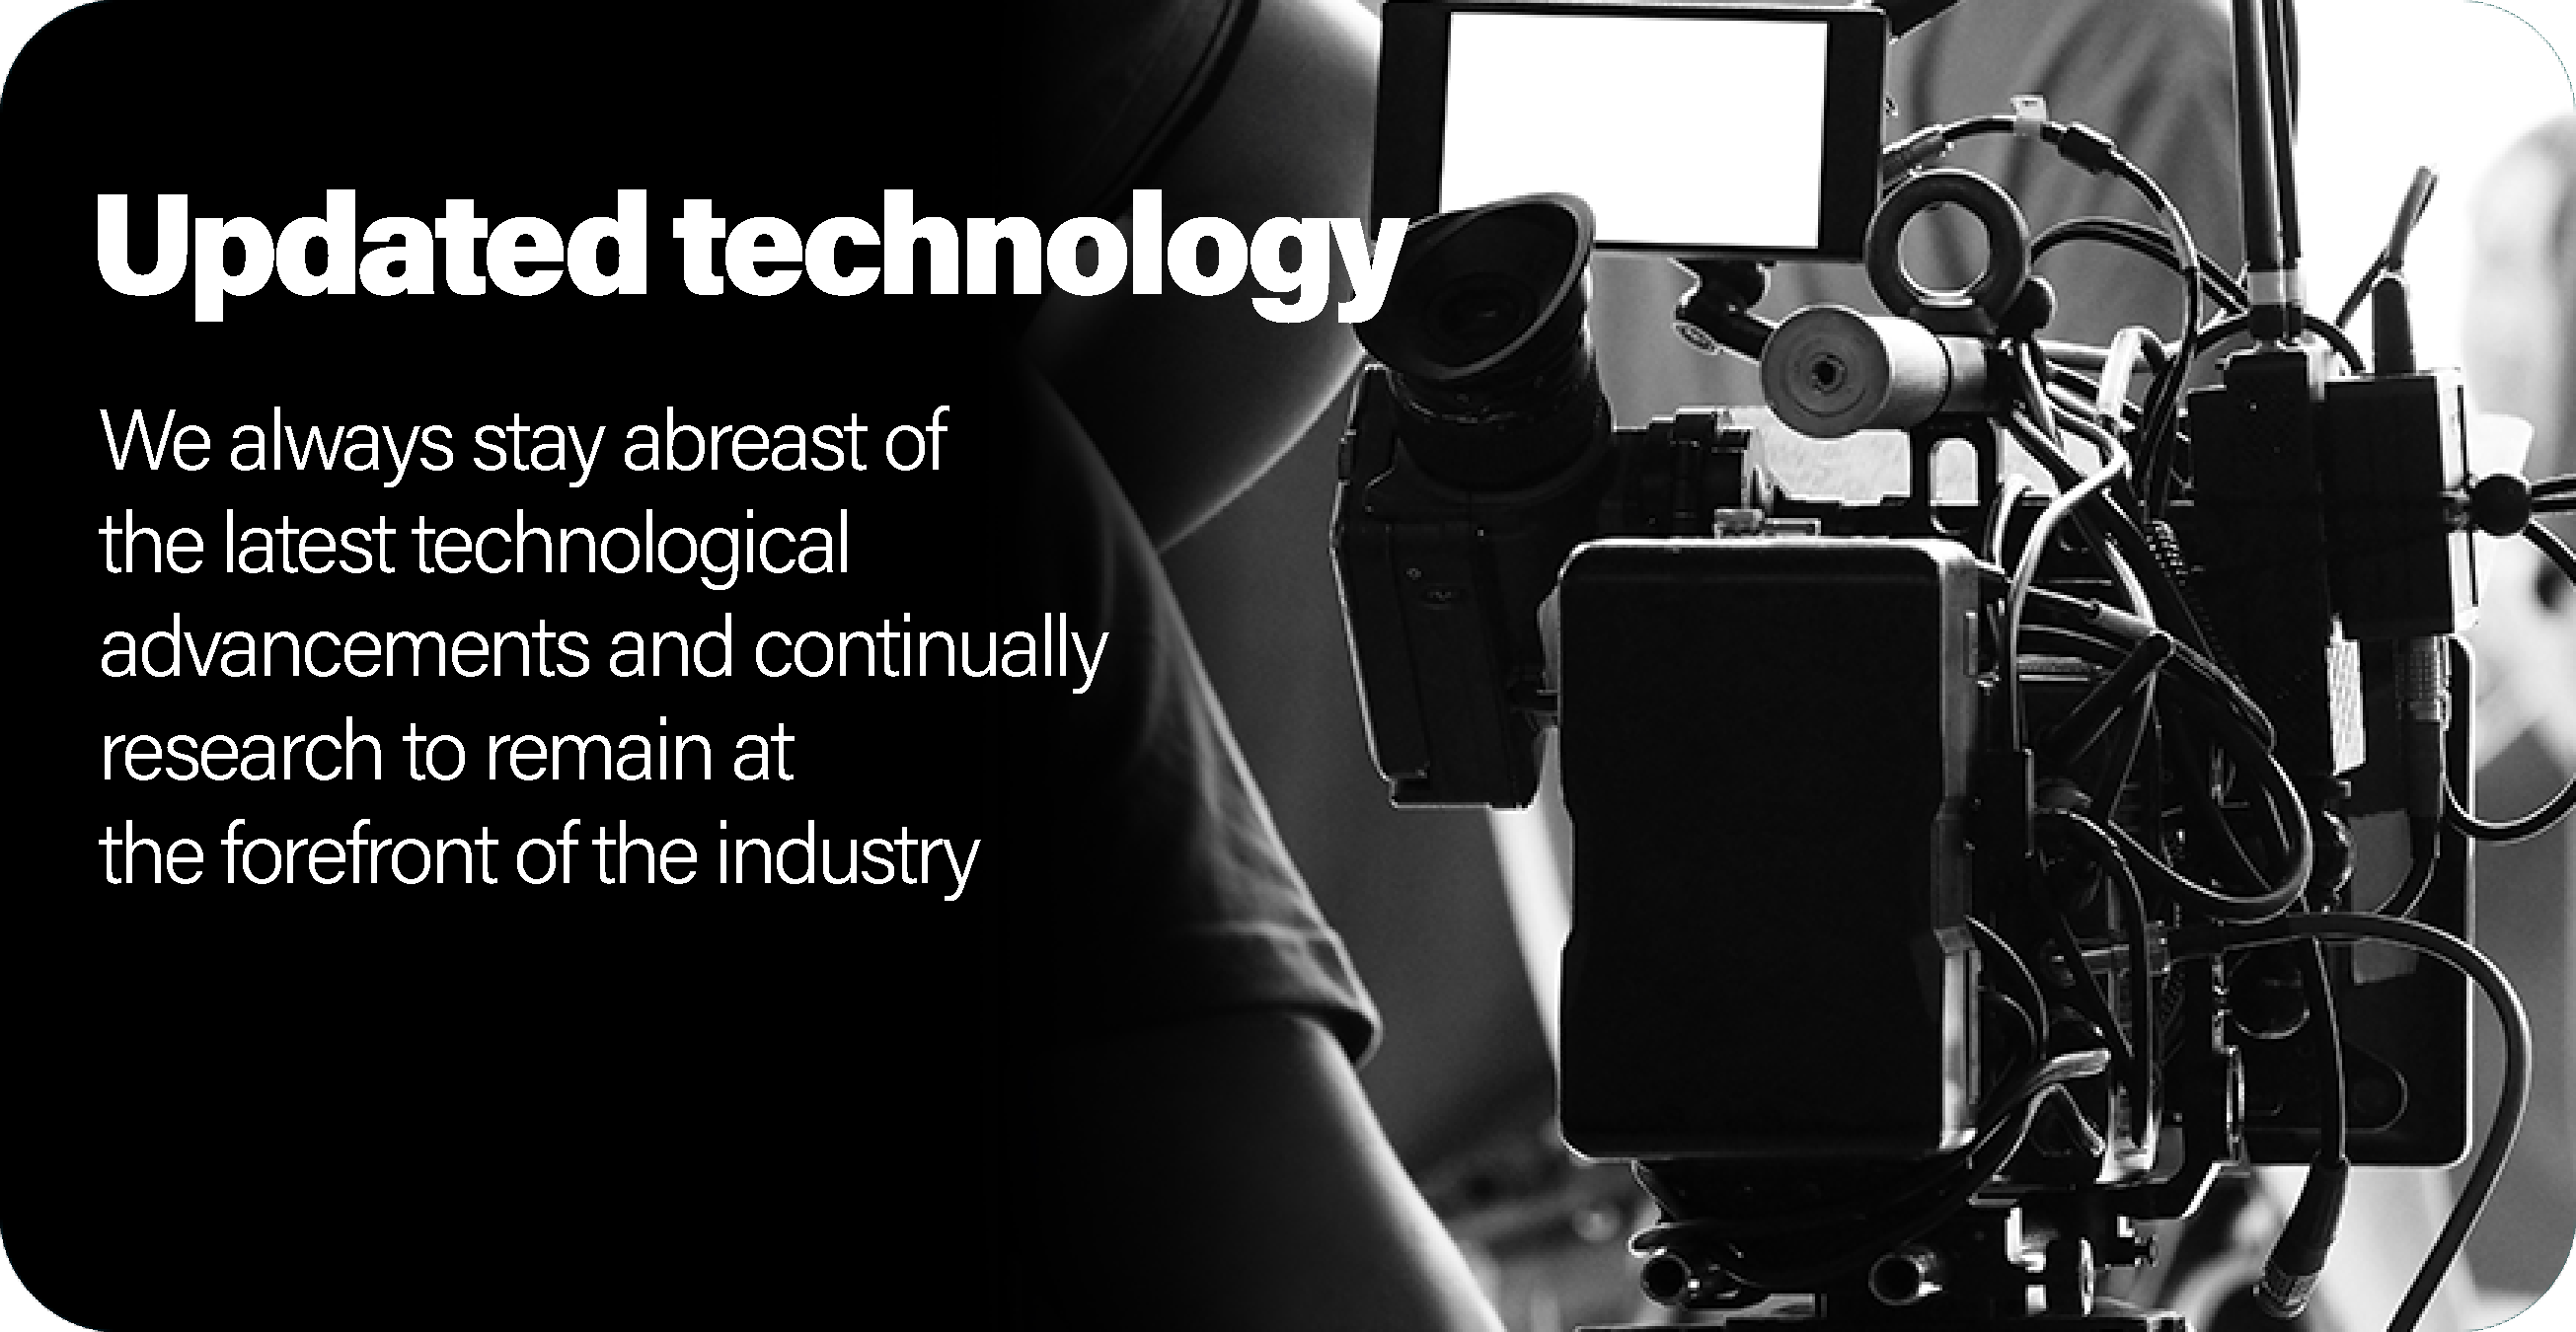 Updated technology
We always stay abreast of
the latest technological
advancements and continually
research to remain at
the forefront of the industry